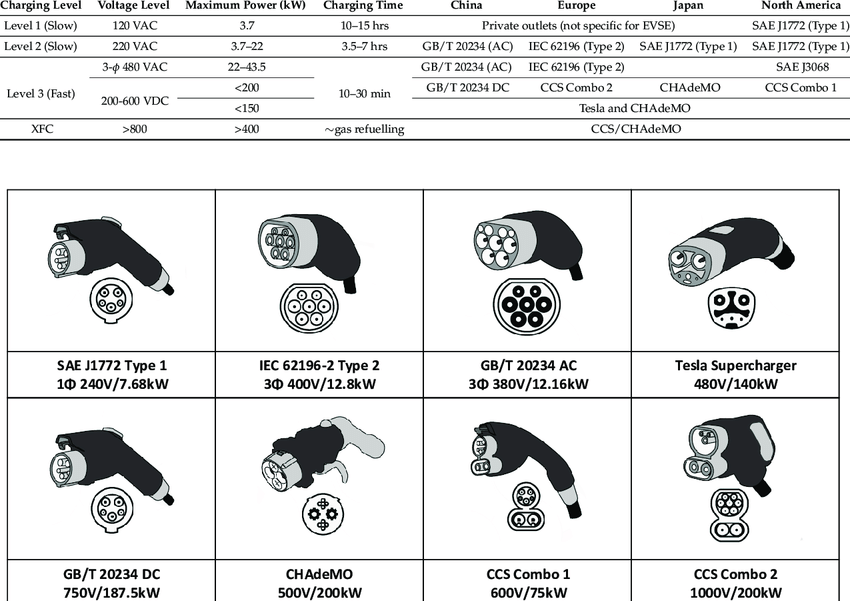 Charging Level Voltage Level Maximum Power (kW) Charging Time China Europe Japan North America
Level 1 (Slow) 120 VAC 3.7 10–15 hrs Private outlets (not specific for EVSE) SAE J1772 (Type 1)
Level 2 (Slow) 220 VAC 3.7–22 3.5–7 hrs GB/T 20234 (AC) IEC 62196 (Type 2) SAE J1772 (Type 1) SAE J1772 (Type 1)
Level 3 (Fast) 3-ϕ 480 VAC 22–43.5 10–30 min GB/T 20234 (AC) IEC 62196 (Type 2) SAE J3068
200-600 VDC <200 GB/T 20234 DC CCS Combo 2 CHAdeMO CCS Combo 1
<150 Tesla and CHAdeMO
XFC >800 >400 ~gas refuelling CCS/CHAdeMO
SAE J1772 Type 1
1Φ 240V/7.68kW
IEC 62196-2 Type 2
3Φ 400V/12.8kW
GB/T 20234 AC
3Φ 380V/12.16kW
Tesla Supercharger
480V/140kW
GB/T 20234 DC
750V/187.5kW
CHAdeMO
500V/200kW
CCS Combo 1
600V/75kW
CCS Combo 2
1000V/200kW